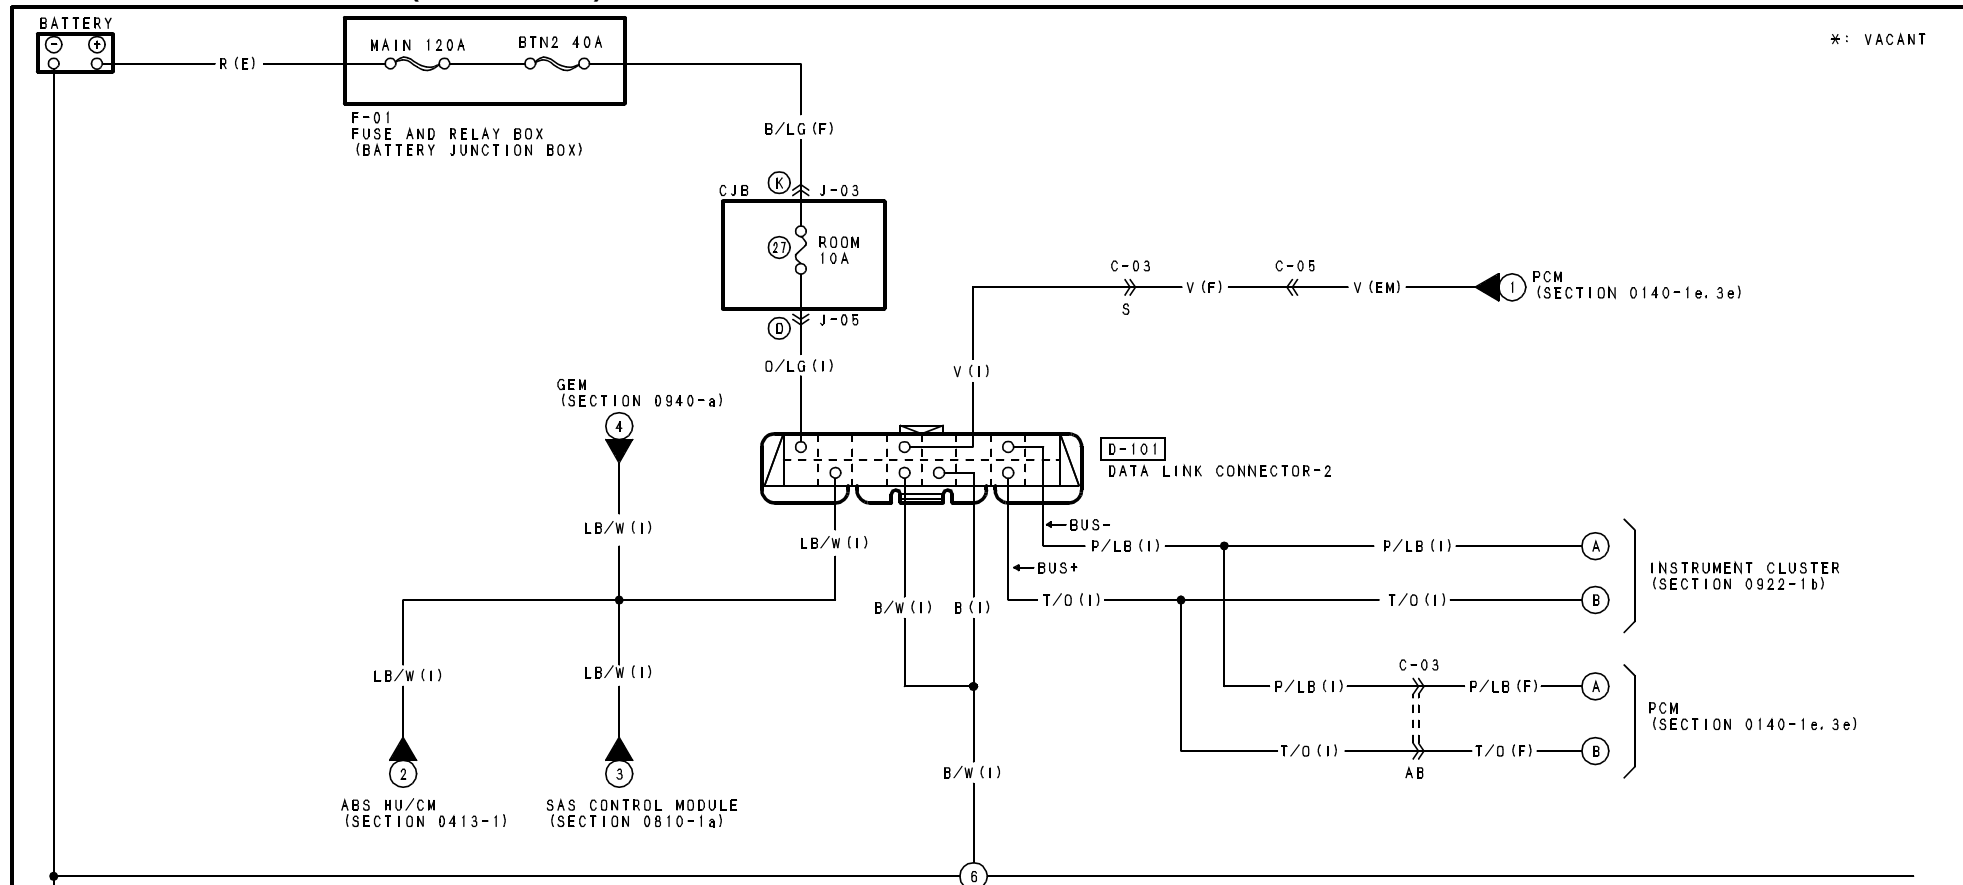 BATTERY
- +
R(E)
MAIN 120A
BTN2 40A
F-01
FUSE AND RELAY BOX
(BATTERY JUNCTION BOX)
*: VACANT
B/LG(F)
CJB
K
J-03
27
ROOM
10A
D
J-05
O/LG(I)
C-03
S
V(F)
C-05
V(EM)
1
PCM
(SECTION 0140-1e.3e)
V(I)
GEM
(SECTION 0940-a)
4
D-101
DATA LINK CONNECTOR-2
LB/W(I)
LB/W(I)
BUS-
P/LB(I)
P/LB(I)
A
BUS+
T/O(I)
T/O(I)
B
INSTRUMENT CLUSTER
(SECTION 0922-1b)
B/W(I)
B(I)
LB/W(I)
LB/W(I)
C-03
P/LB(I)
P/LB(F)
A
T/O(I)
T/O(F)
B
AB
PCM
(SECTION 0140-1e.3e)
B/W(I)
2
3
ABS HU/CM
(SECTION 0413-1)
SAS CONTROL MODULE
(SECTION 0810-1a)
6